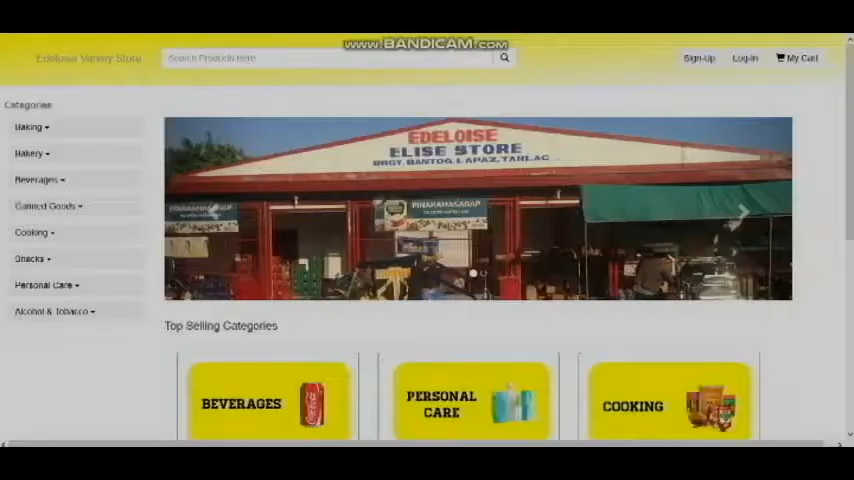 www.BANDICAM.com
Edeloise Variety Store
Search Products Here
Sign-Up
Log-In
My Cart
Categories
Baking
Bakery
Beverages
Canned Goods
Cooking
Snacks
Personal Care
Alcohol & Tobacco
EDELOISE
ELISE STORE
BRGY. BANTOG, LAPAZ, TARLAC
PINAKAMASARAP
PINAKAMASARAP
Top Selling Categories
BEVERAGES
Coca-Cola
PERSONAL
CARE
COOKING